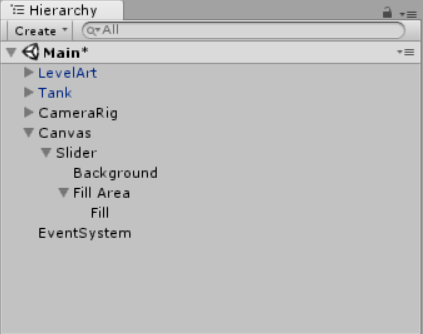 Hierarchy
Create All
Main*
LevelArt
Tank
CameraRig
Canvas
Slider
Background
Fill Area
Fill
EventSystem